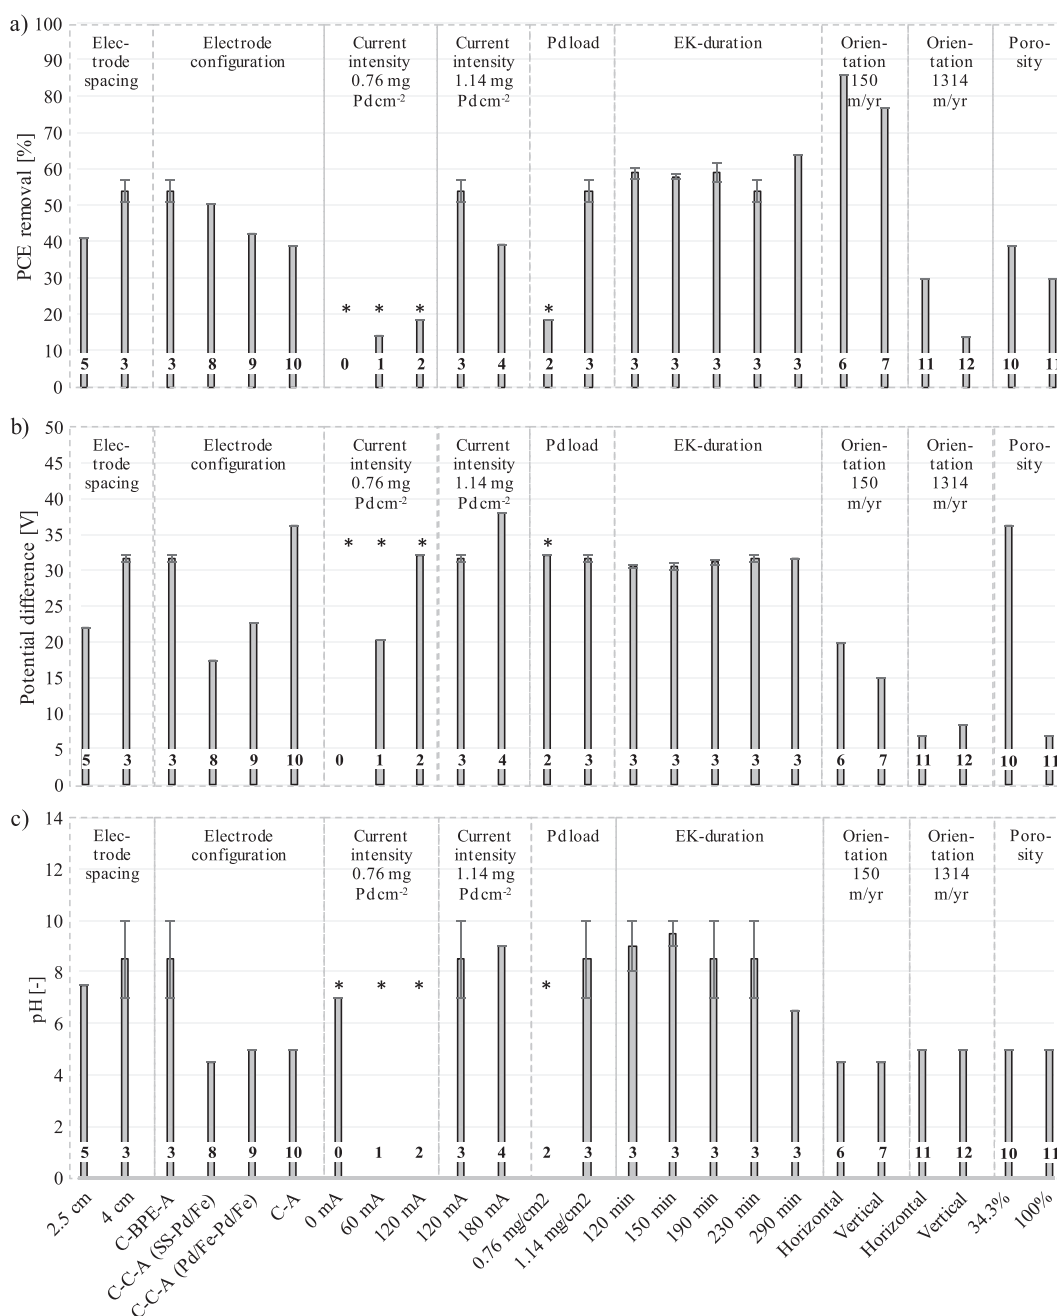 a)
100
90
80
70
60
50
40
30
20
10
0
PCE removal [%]
Elec-
trode
spacing
Electrode
configuration
Current
intensity
0.76 mg
Pd cm-2
Current
intensity
1.14 mg
Pd cm-2
Pd load
EK-duration
Orien-
tation
150
m/yr
Orien-
tation
1314
m/yr
Poro-
sity
* * * *
5 3 3 8 9 10 0 1 2 3 4 2 3 3 3 3 3 3 6 7 11 12 10 11
b)
50
45
40
35
30
25
20
15
10
5
0
Potential difference [V]
Elec-
trode
spacing
Electrode
configuration
Current
intensity
0.76 mg
Pd cm-2
Current
intensity
1.14 mg
Pd cm-2
Pd load
EK-duration
Orien-
tation
150
m/yr
Orien-
tation
1314
m/yr
Poro-
sity
* * * *
5 3 3 8 9 10 0 1 2 3 4 2 3 3 3 3 3 3 6 7 11 12 10 11
c)
14
12
10
8
6
4
2
0
pH [-]
Elec-
trode
spacing
Electrode
configuration
Current
intensity
0.76 mg
Pd cm-2
Current
intensity
1.14 mg
Pd cm-2
Pd load
EK-duration
Orien-
tation
150
m/yr
Orien-
tation
1314
m/yr
Poro-
sity
* * * *
5 3 3 8 9 10 0 1 2 3 4 2 3 3 3 3 3 3 6 7 11 12 10 11
2.5 cm
4 cm
C-BPE-A
C-C-A (SS-Pd/Fe)
C-C-A (Pd/Fe-Pd/Fe)
C-A
0 mA
60 mA
120 mA
120 mA
180 mA
0.76 mg/cm2
1.14 mg/cm2
120 min
150 min
190 min
230 min
290 min
Horizontal
Vertical
Horizontal
Vertical
34.3%
100%